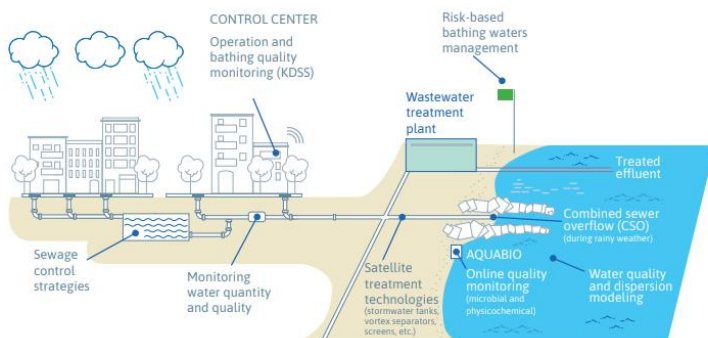 CONTROL CENTER
Operation and
bathing quality
monitoring (KDSS)
Risk-based
bathing waters
management
Wastewater
treatment
plant
Treated
effluent
Combined sewer
overflow (CSO)
(during rainy weather)
Sewage
control
strategies
Monitoring
water quantity
and quality
Satellite
treatment
technologies
(stormwater tanks,
vortex separators,
screens, etc.)
AQUABIO
Online quality
monitoring
(microbial and
physicochemical)
Water quality
and dispersion
modeling